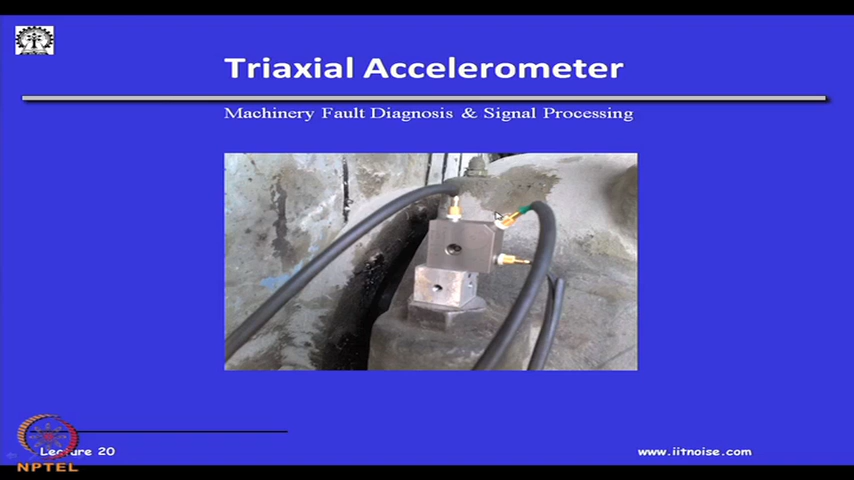 Triaxial Accelerometer
Machinery Fault Diagnosis & Signal Processing
Lecture 20
www.iitnoise.com
NPTEL